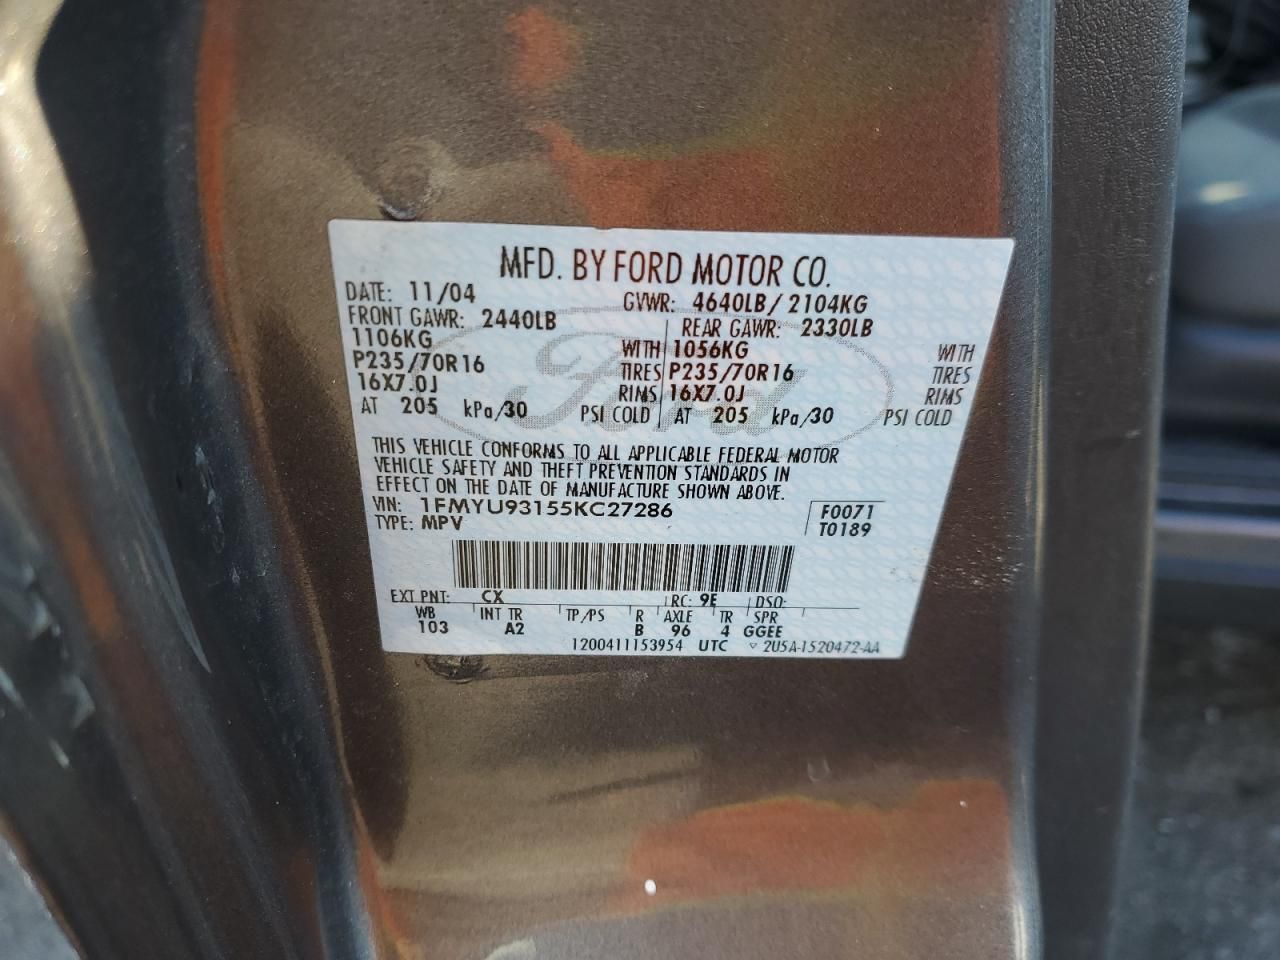 MFD. BY FORD MOTOR CO.
DATE: 11/04 GVWR: 4640LB/ 2104KG
FRONT GAWR: 2440LB REAR GAWR: 2330LB
1106KG WITH 1056KG WITH
P235/70R16 TIRES P235/70R16 TIRES
16X7.0J RIMS 16X7.0J RIMS
AT 205 kPa/30 PSI COLD AT 205 kPa/30 PSI COLD
THIS VEHICLE CONFORMS TO ALL APPLICABLE FEDERAL MOTOR
VEHICLE SAFETY AND THEFT PREVENTION STANDARDS IN
EFFECT ON THE DATE OF MANUFACTURE SHOWN ABOVE.
VIN: 1FMYU93155KC27286 F0071
TYPE: MPV T0189
EXT PNT: CX RC: 9E DSO:
WB INT TR TP/PS R AXLE TR SPR
103 A2 B 96 4 GGEE
1200411153954 UTC ▽ 2U5A-1520472-AA
Ford